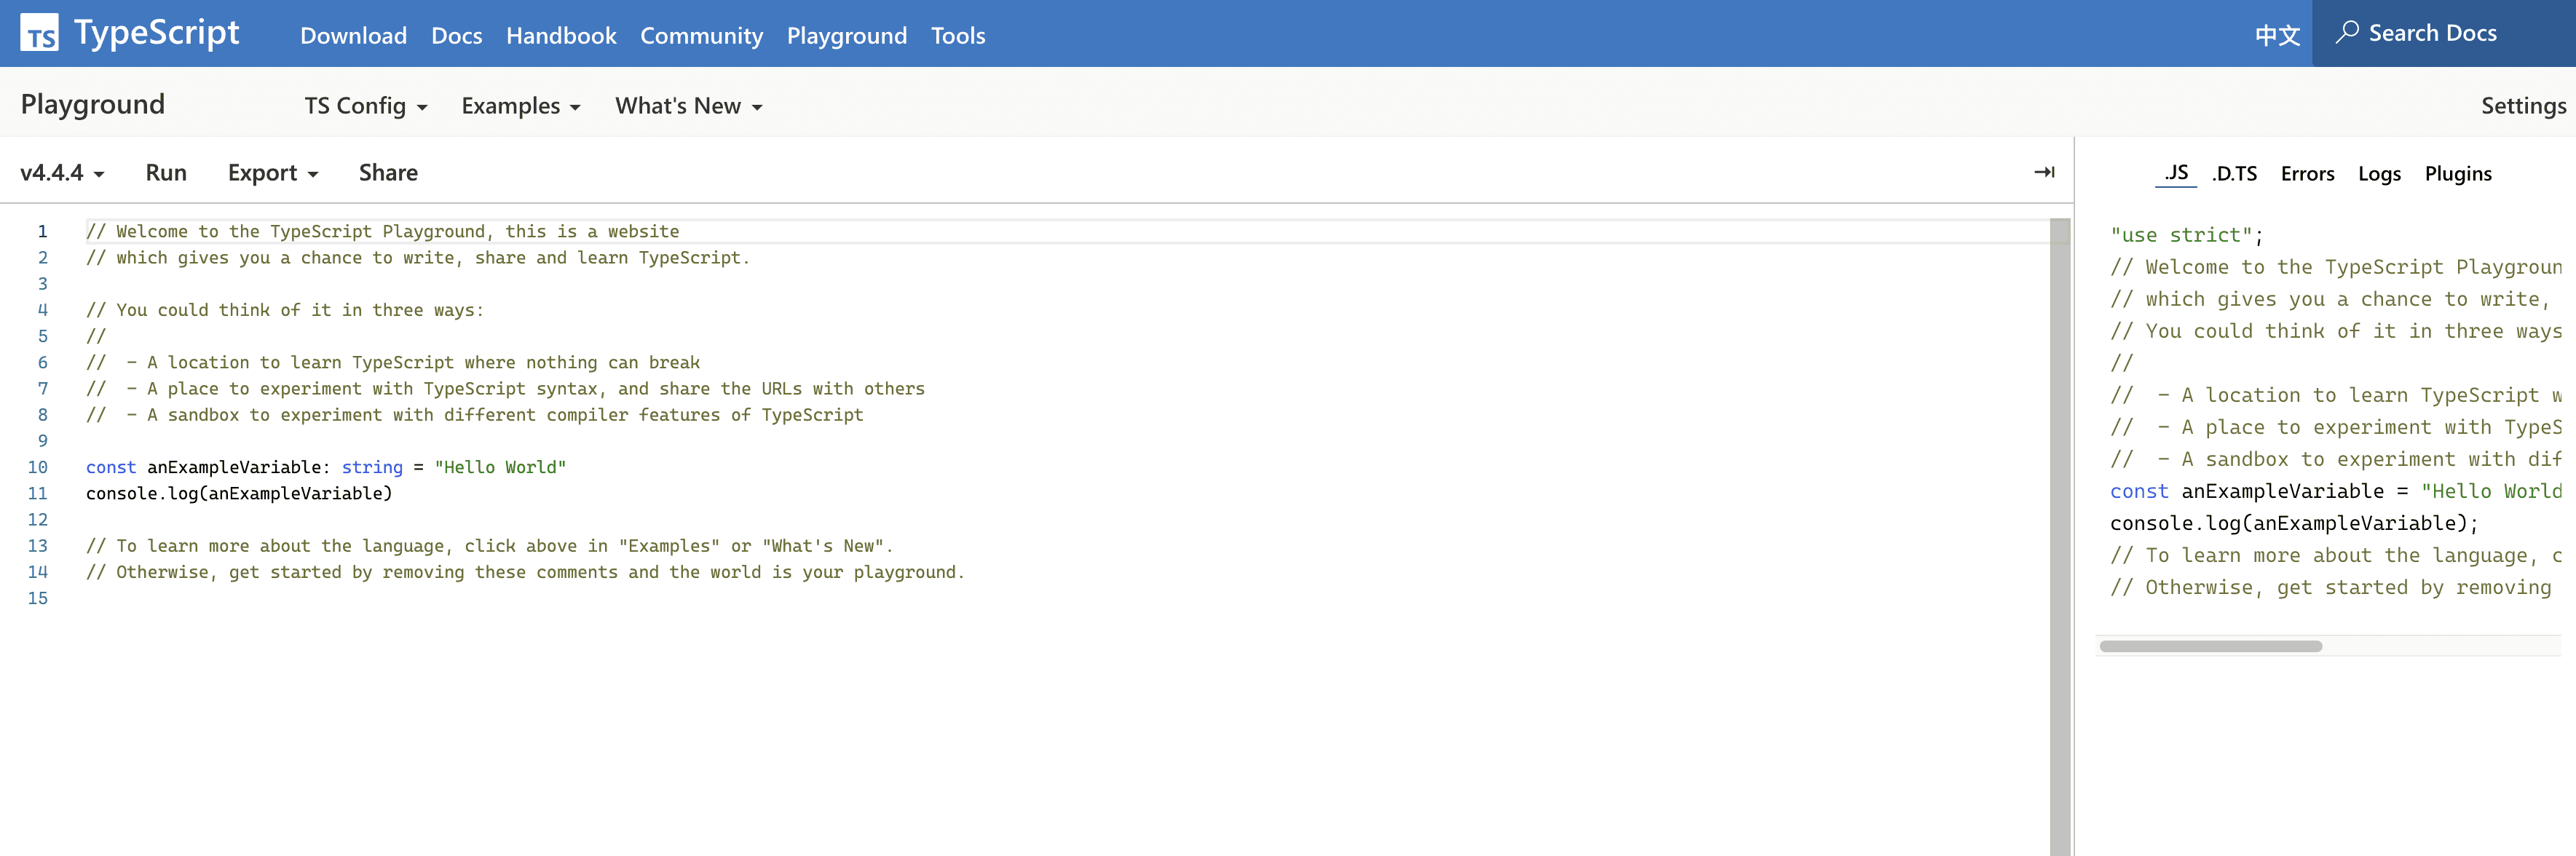 TS TypeScript Download Docs Handbook Community Playground Tools 中文 Search Docs
Playground TS Config Examples What's New Settings
v4.4.4 Run Export Share
.JS .D.TS Errors Logs Plugins
1 // Welcome to the TypeScript Playground, this is a website
2 // which gives you a chance to write, share and learn TypeScript.
3
4 // You could think of it in three ways:
5 //
6 //  - A location to learn TypeScript where nothing can break
7 //  - A place to experiment with TypeScript syntax, and share the URLs with others
8 //  - A sandbox to experiment with different compiler features of TypeScript
9
10 const anExampleVariable: string = "Hello World"
11 console.log(anExampleVariable)
12
13 // To learn more about the language, click above in "Examples" or "What's New".
14 // Otherwise, get started by removing these comments and the world is your playground.
15
"use strict";
// Welcome to the TypeScript Playgroun
// which gives you a chance to write,
// You could think of it in three ways
//
//  - A location to learn TypeScript w
//  - A place to experiment with TypeS
//  - A sandbox to experiment with dif
const anExampleVariable = "Hello World
console.log(anExampleVariable);
// To learn more about the language, c
// Otherwise, get started by removing